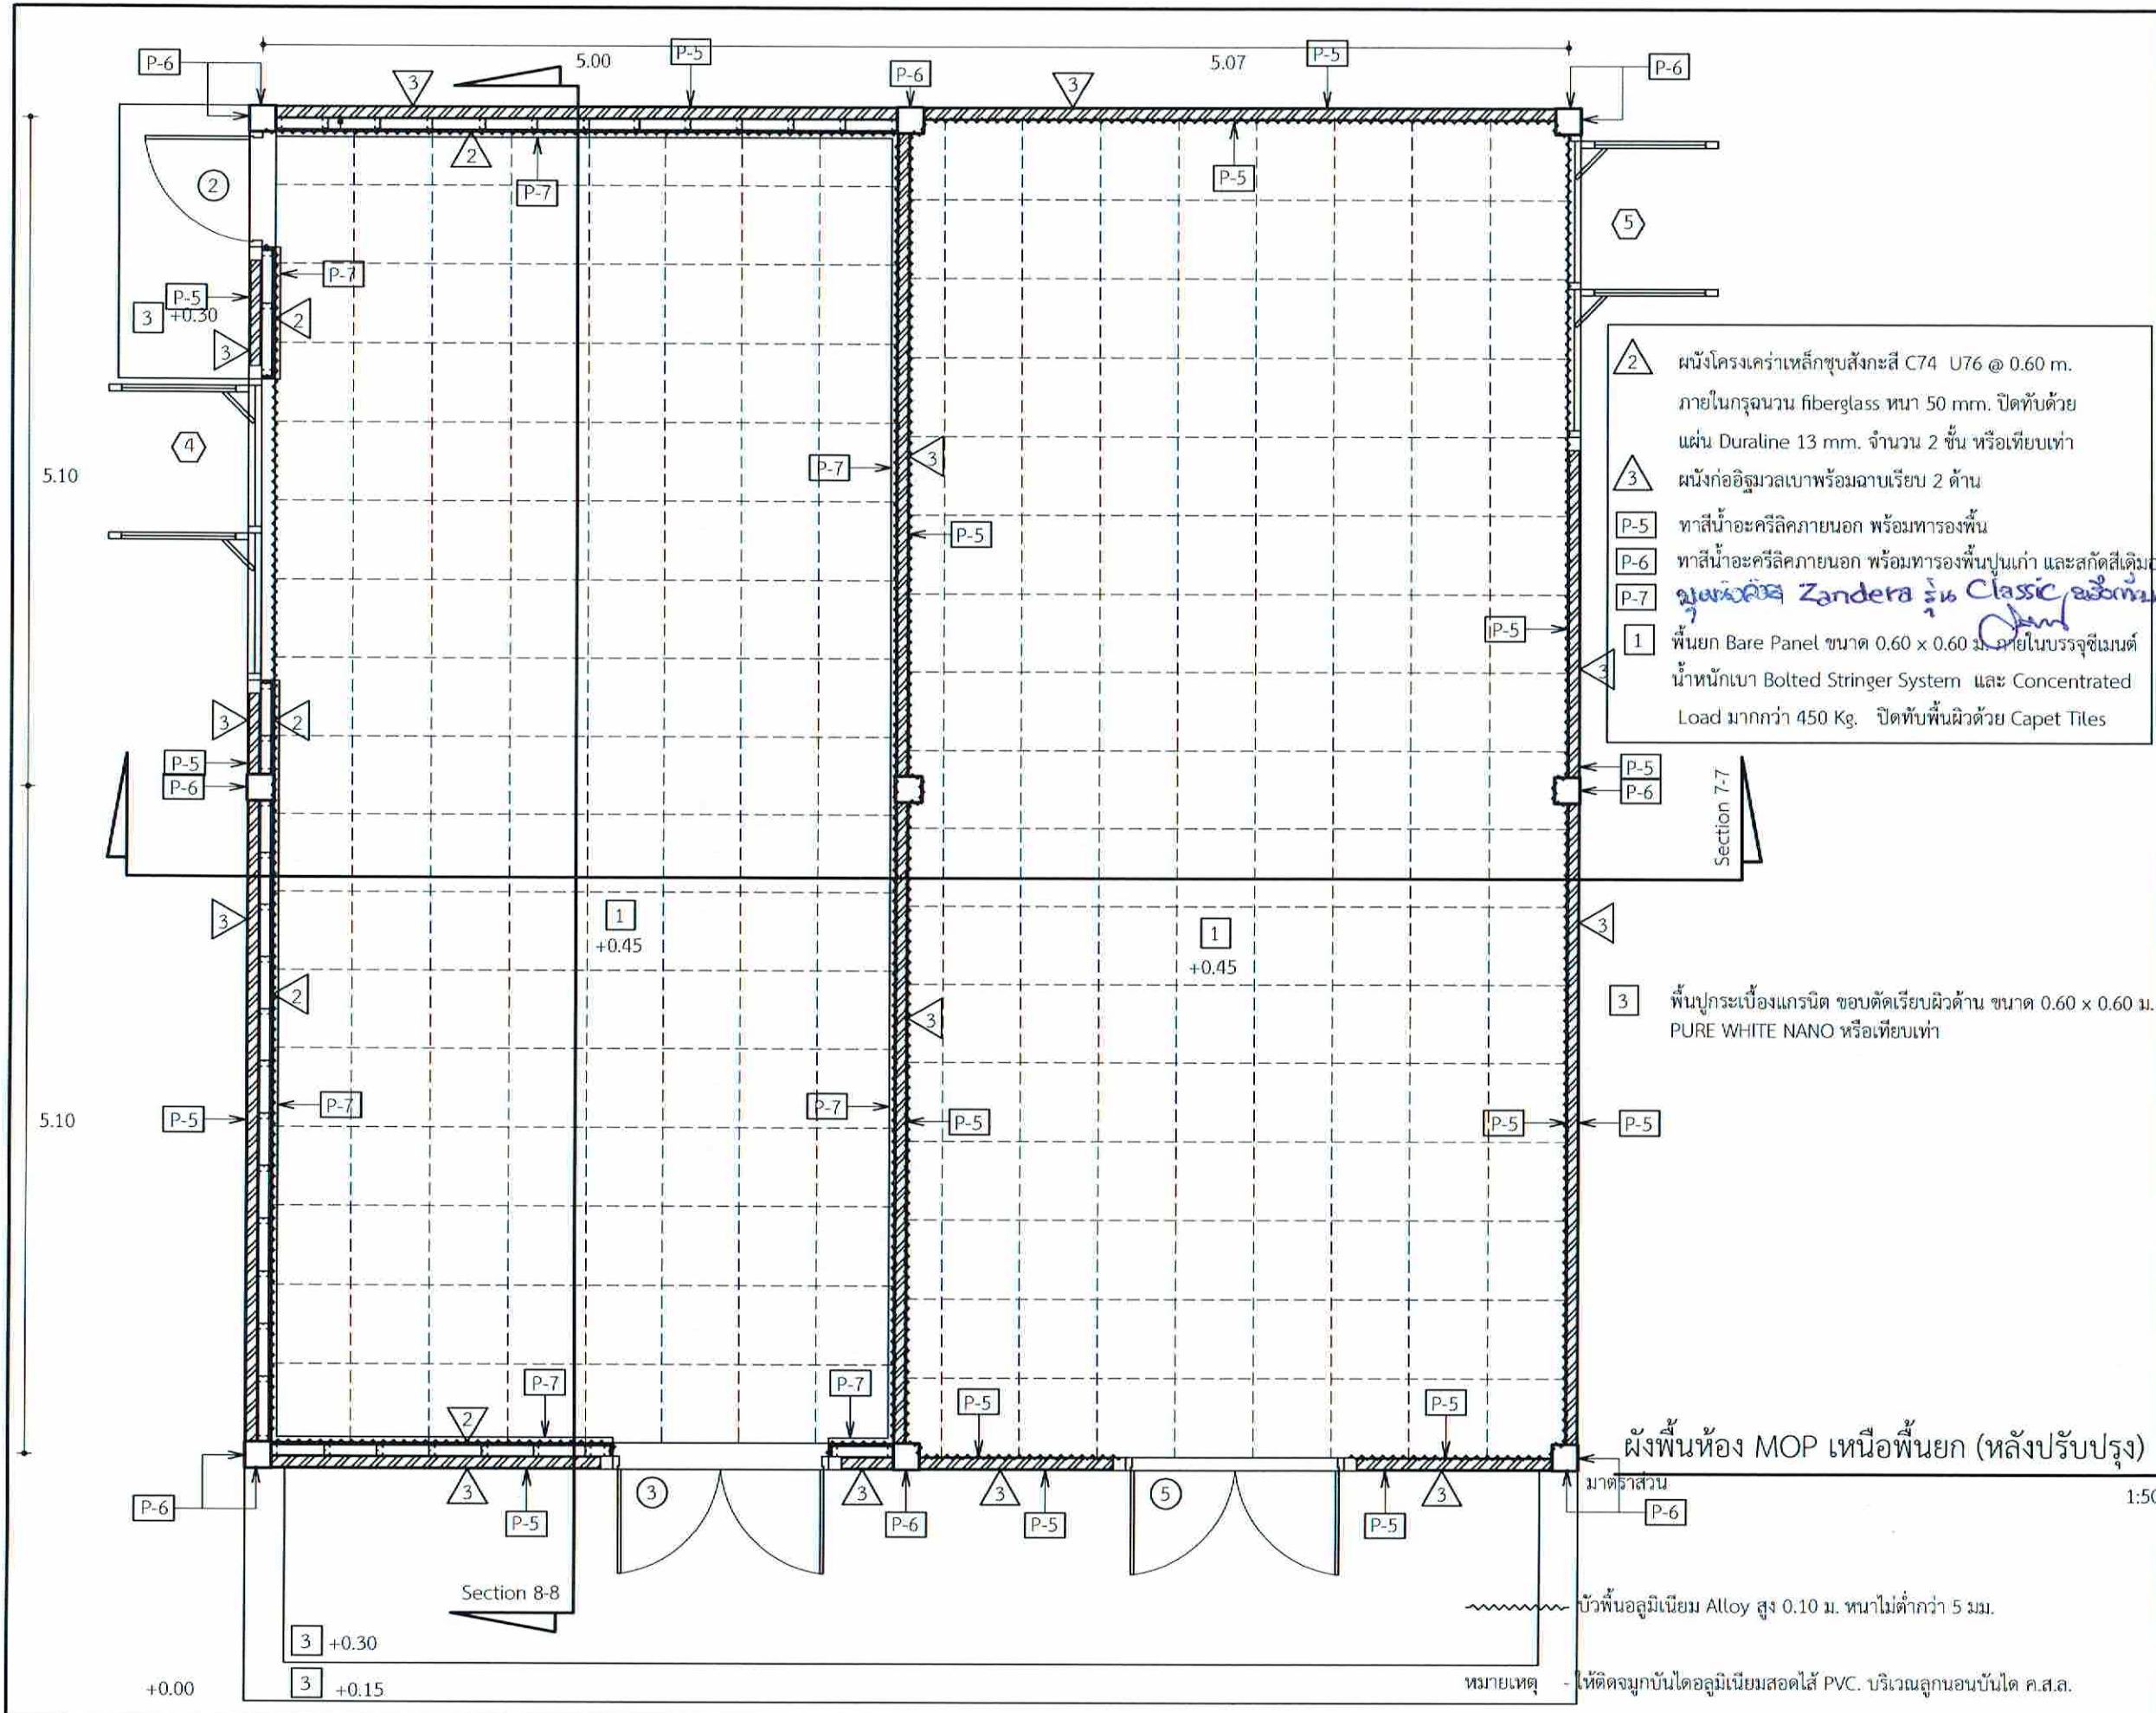 P-6
5.00
P-5
5.07
P-5
P-6
P-6
3
3
2
2
P-7
P-5
5
P-7
P-5
3 +0.30
2
3
4
5.10
P-7
3
P-5
P-5
3
3
2
P-5
P-6
P-5
P-6
Section 7-7
2 ผนังโครงเคร่าเหล็กชุบสังกะสี C74 U76 @ 0.60 m.
ภายในกรุฉนวน fiberglass หนา 50 mm. ปิดทับด้วย
แผ่น Duraline 13 mm. จำนวน 2 ชั้น หรือเทียบเท่า
3 ผนังก่ออิฐมวลเบาพร้อมฉาบเรียบ 2 ด้าน
P-5 ทาสีน้ำอะครีลิคภายนอก พร้อมทารองพื้น
P-6 ทาสีน้ำอะครีลิคภายนอก พร้อมทารองพื้นปูนเก่า และสกัดสีเดิม
P-7 Zandera รุ่น Classic
1 พื้นยก Bare Panel ขนาด 0.60 x 0.60 ม. ภายในบรรจุซีเมนต์
น้ำหนักเบา Bolted Stringer System และ Concentrated
Load มากกว่า 450 Kg. ปิดทับพื้นผิวด้วย Capet Tiles
3
1
+0.45
1
+0.45
3
2
3
3 พื้นปูกระเบื้องแกรนิต ขอบตัดเรียบผิวด้าน ขนาด 0.60 x 0.60 ม.
PURE WHITE NANO หรือเทียบเท่า
5.10
P-5
P-7
P-7
P-5
P-5
P-5
P-7
P-7
P-5
P-5
2
ผังพื้นห้อง MOP เหนือพื้นยก (หลังปรับปรุง)
มาตราส่วน 1:50
P-6
3
P-5
3
3
P-6
3
P-5
5
P-5
3
P-6
Section 8-8
บัวพื้นอลูมิเนียม Alloy สูง 0.10 ม. หนาไม่ต่ำกว่า 5 มม.
3 +0.30
+0.00
3 +0.15
หมายเหตุ - ให้ติดจมูกบันไดอลูมิเนียมสอดไส้ PVC. บริเวณลูกนอนบันได ค.ส.ล.